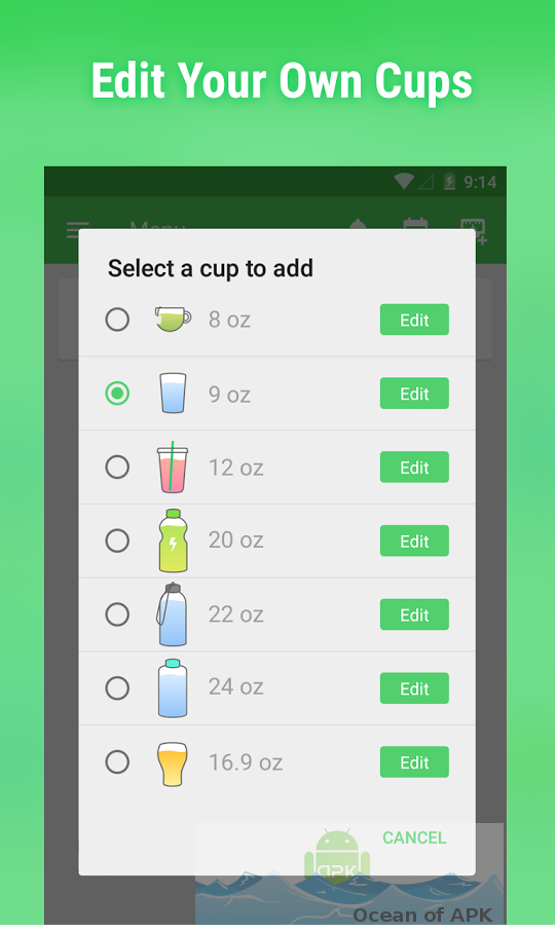 Edit Your Own Cups
9:14
Menu
Select a cup to add
8 oz Edit
9 oz Edit
12 oz Edit
20 oz Edit
22 oz Edit
24 oz Edit
16.9 oz Edit
CANCEL
APK
Ocean of APK